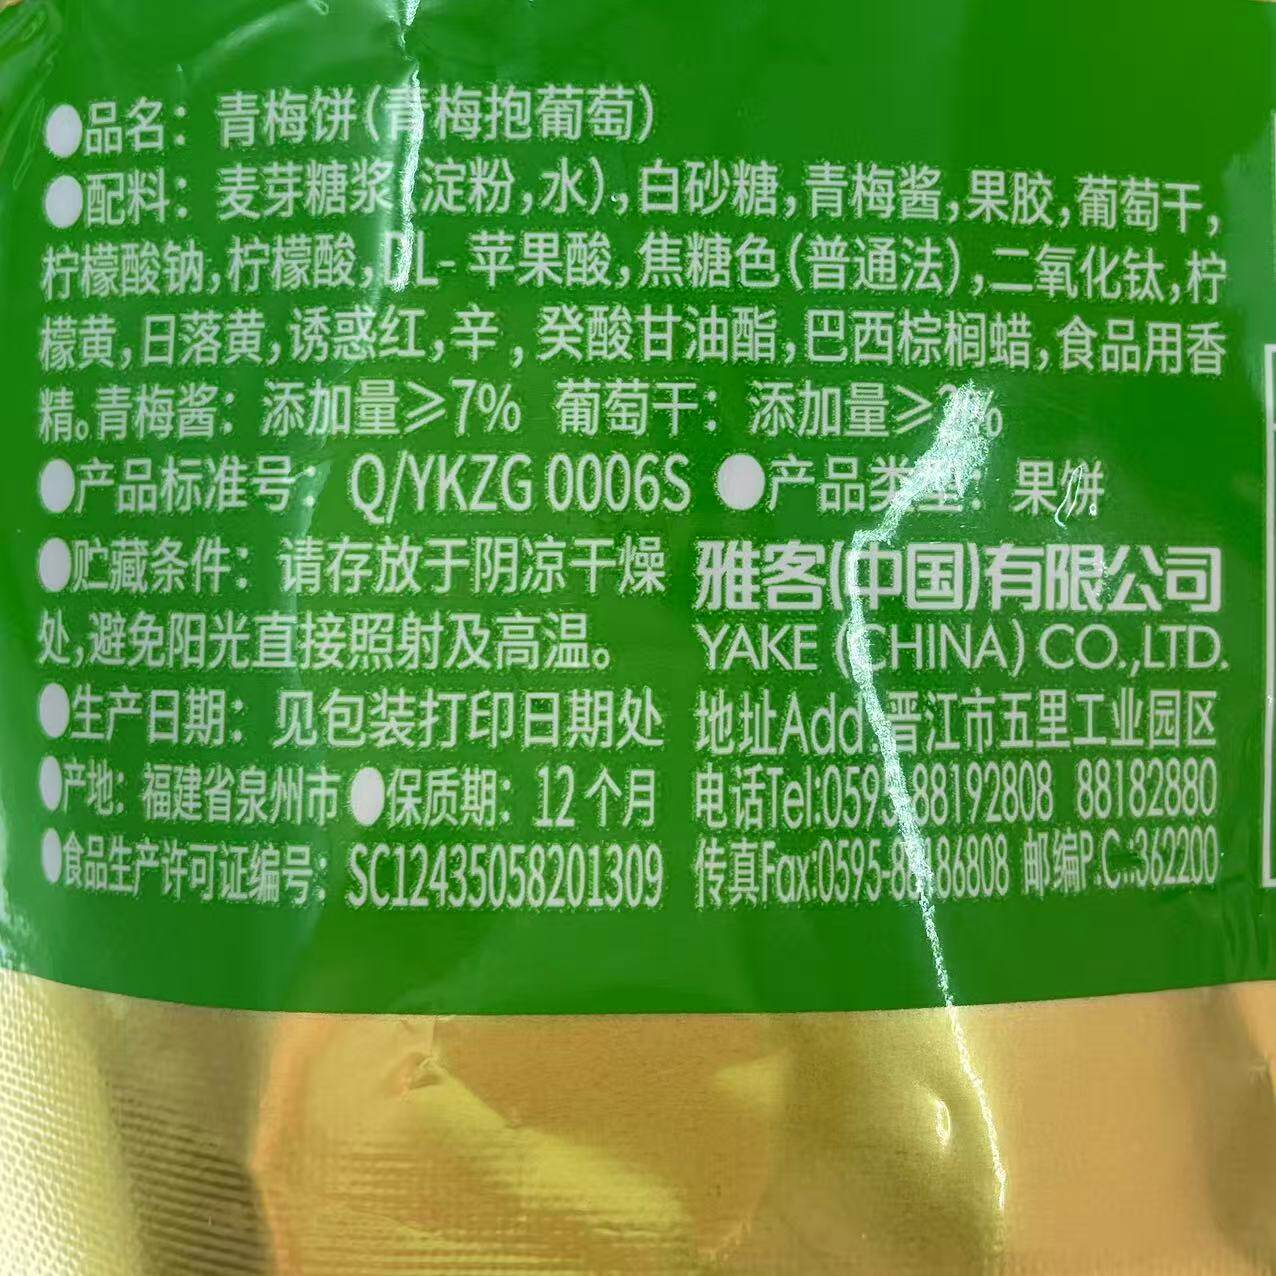 ●品名：青梅饼(青梅抱葡萄)
●配料：麦芽糖浆(淀粉,水),白砂糖,青梅酱,果胶,葡萄干,
柠檬酸钠,柠檬酸,DL-苹果酸,焦糖色(普通法),二氧化钛,柠
檬黄,日落黄,诱惑红,辛,癸酸甘油酯,巴西棕榈蜡,食品用香
精。青梅酱：添加量≥7% 葡萄干：添加量≥
●产品标准号：Q/YKZG 0006S ●产品类型：果饼
●贮藏条件：请存放于阴凉干燥
处,避免阳光直接照射及高温。
●生产日期：见包装打印日期处
●产地：福建省泉州市 ●保质期：12个月
●食品生产许可证编号：SC12435058201309
雅客(中国)有限公司
YAKE (CHINA) CO.,LTD.
地址Add:晋江市五里工业园区
电话Tel:0595-88192808 88182880
传真Fax:0595-88186808 邮编P.C.:362200